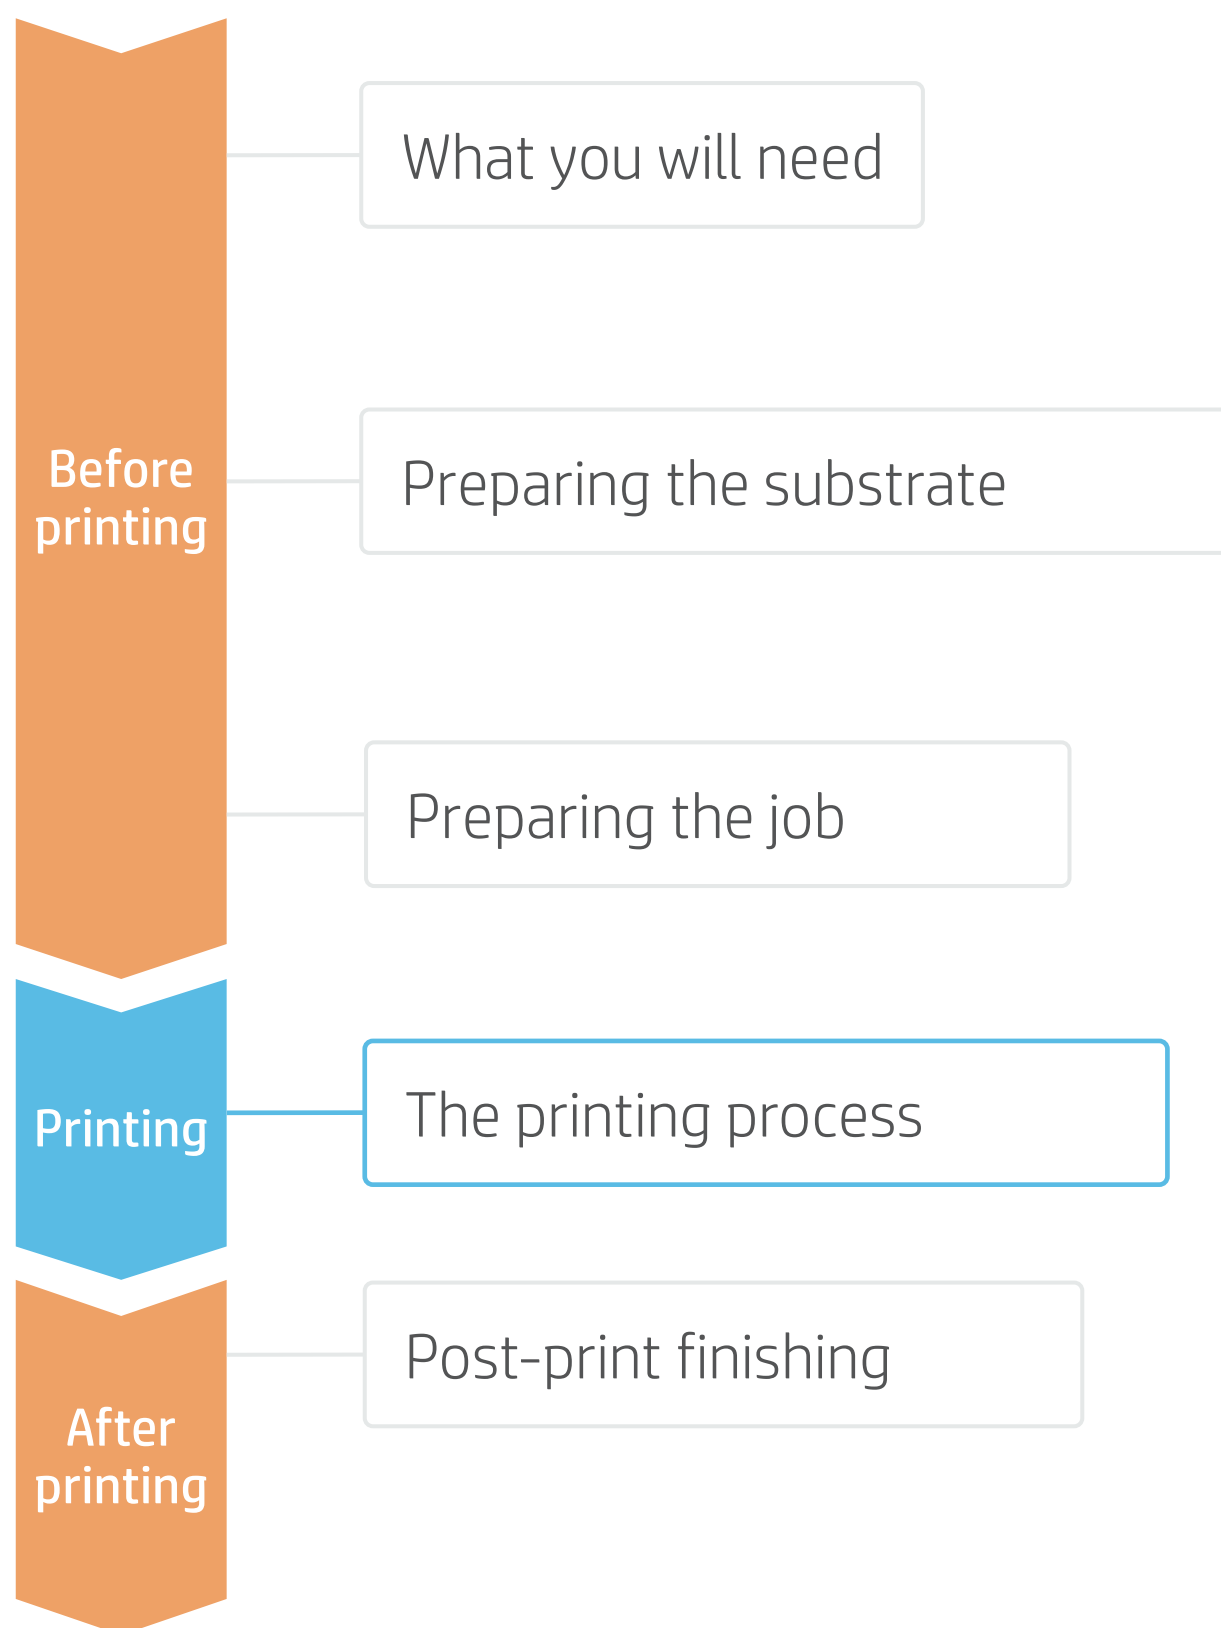 What you will need
Before
printing
Preparing the substrate
Preparing the job
Printing
The printing process
After
printing
Post-print finishing